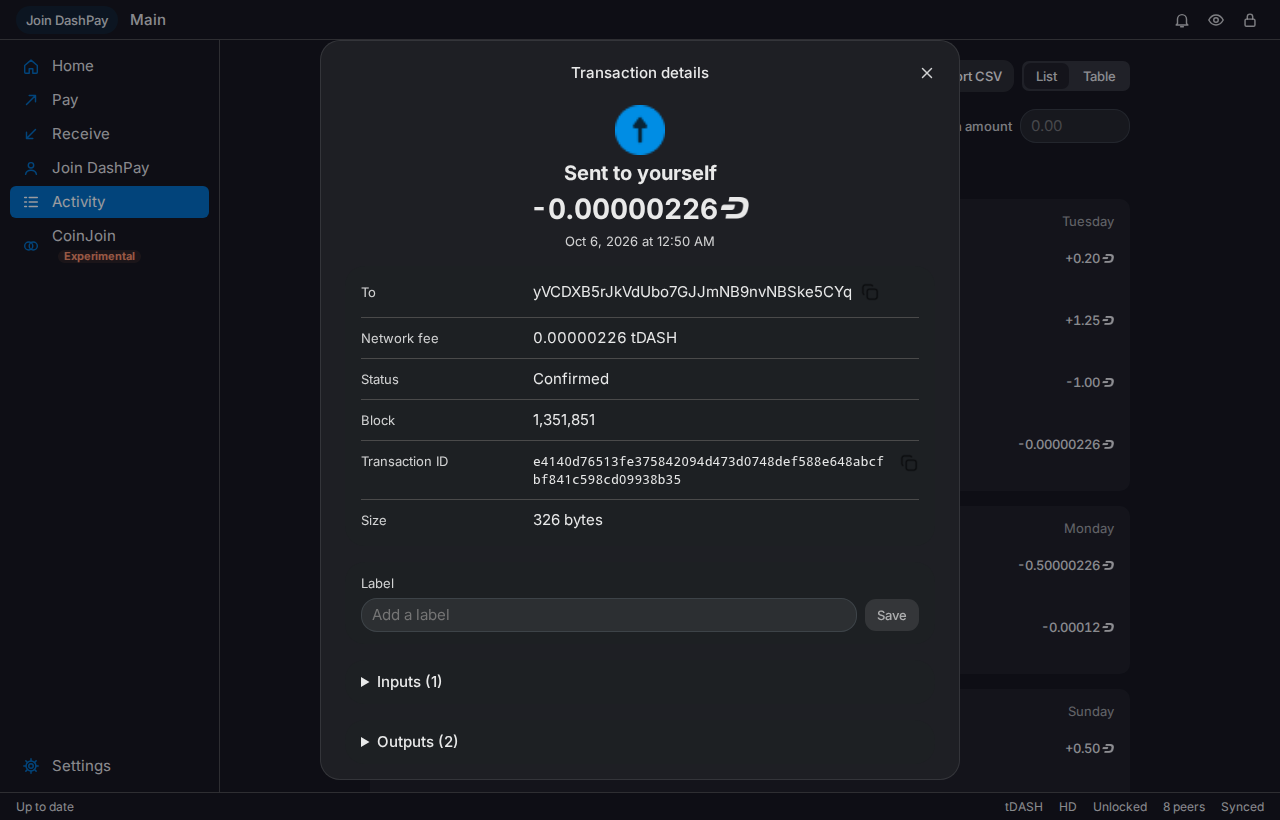 Join DashPay
Main
Home
Pay
Receive
Join DashPay
Activity
CoinJoin
Experimental
Settings
Transaction details
Sent to yourself
-0.00000226
Oct 6, 2026 at 12:50 AM
To
yVCDXB5rJkVdUbo7GJJmNB9nvNBSke5CYq
Network fee
0.00000226 tDASH
Status
Confirmed
Block
1,351,851
Transaction ID
e4140d76513fe375842094d473d0748def588e648abcf
bf841c598cd09938b35
Size
326 bytes
Label
Add a label
Save
Inputs (1)
Outputs (2)
CSV
List
Table
amount
0.00
Tuesday
+0.20
+1.25
-1.00
-0.00000226
Monday
-0.50000226
-0.00012
Sunday
+0.50
Up to date
tDASH
HD
Unlocked
8 peers
Synced